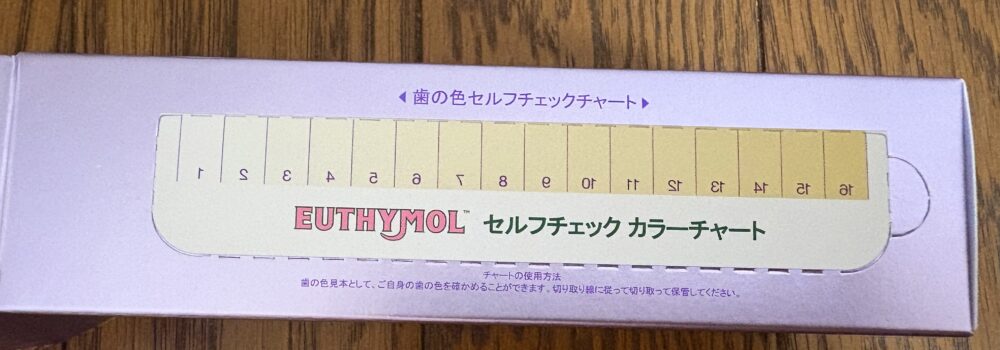 ◀ 歯の色セルフチェックチャート ▶
1 2 3 4 5 6 7 8 9 10 11 12 13 14 15 16
EUTHYMOL™ セルフチェック カラーチャート
チャートの使用方法
歯の色見本として、ご自身の歯の色を確かめることができます。切り取り線に従って切り取って保管してください。